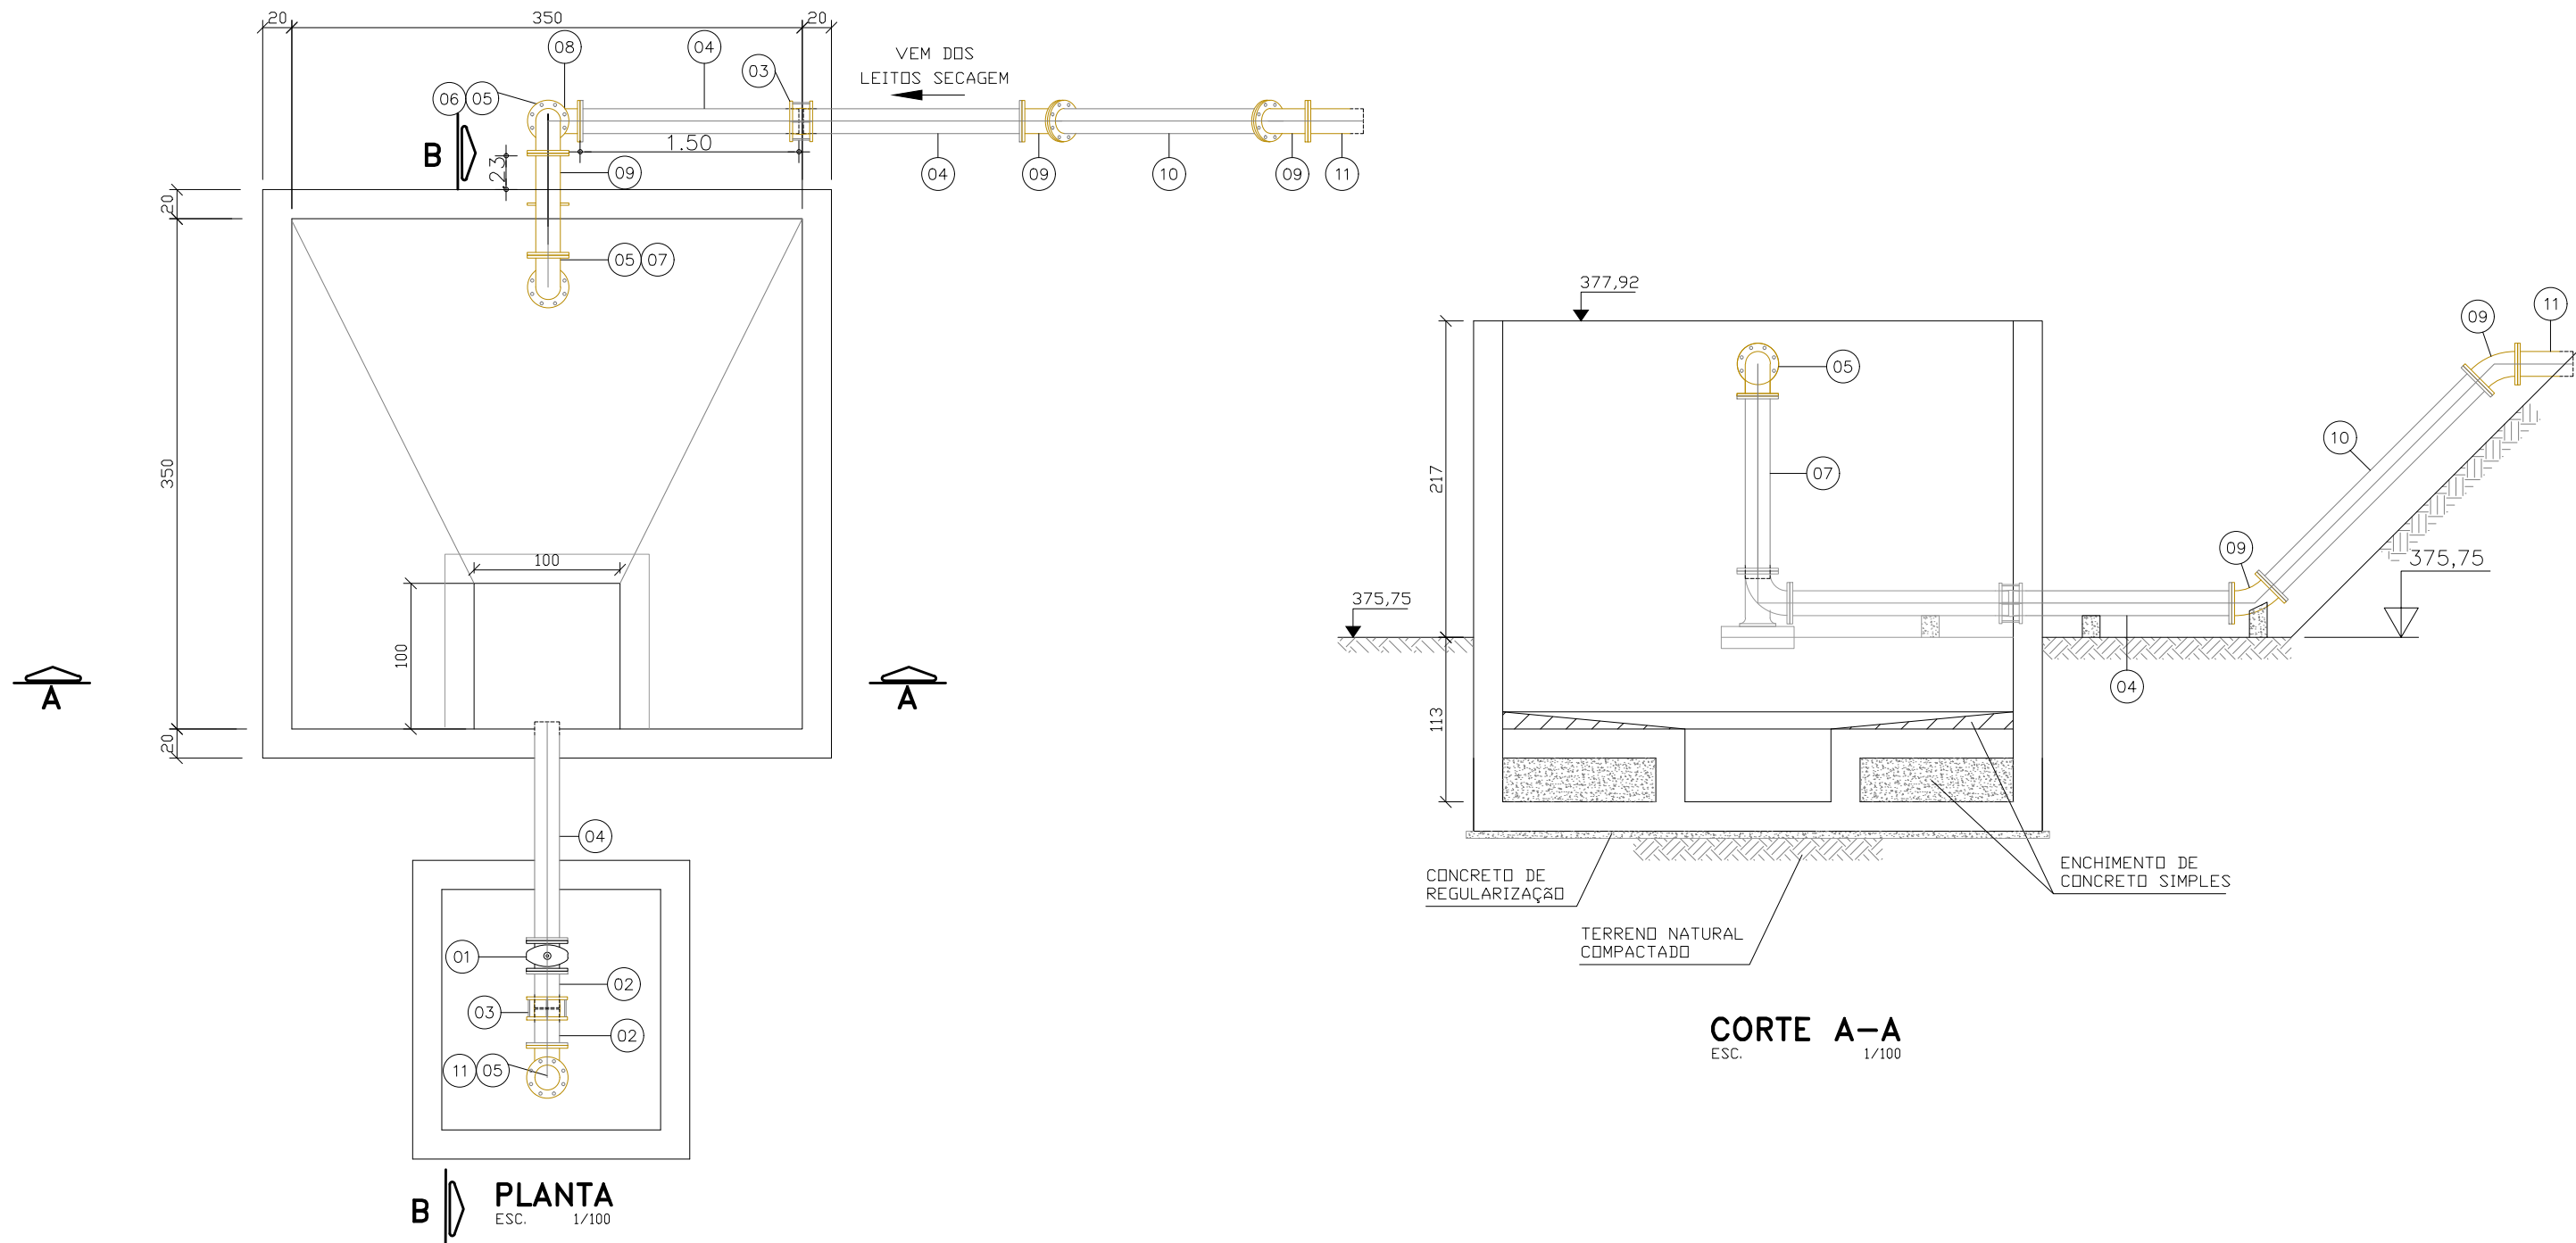 20
350
20
08
04
03
VEM DOS
LEITOS SECAGEM
06
05
B
1.50
.23
09
04
09
10
09
11
20
05
07
350
100
100
A
A
20
04
01
02
03
02
11
05
B
PLANTA
ESC. 1/100
377,92
05
217
07
375,75
09
11
10
09
375,75
04
113
CONCRETO DE
REGULARIZAÇÃO
TERRENO NATURAL
COMPACTADO
ENCHIMENTO DE
CONCRETO SIMPLES
CORTE A-A
ESC. 1/100